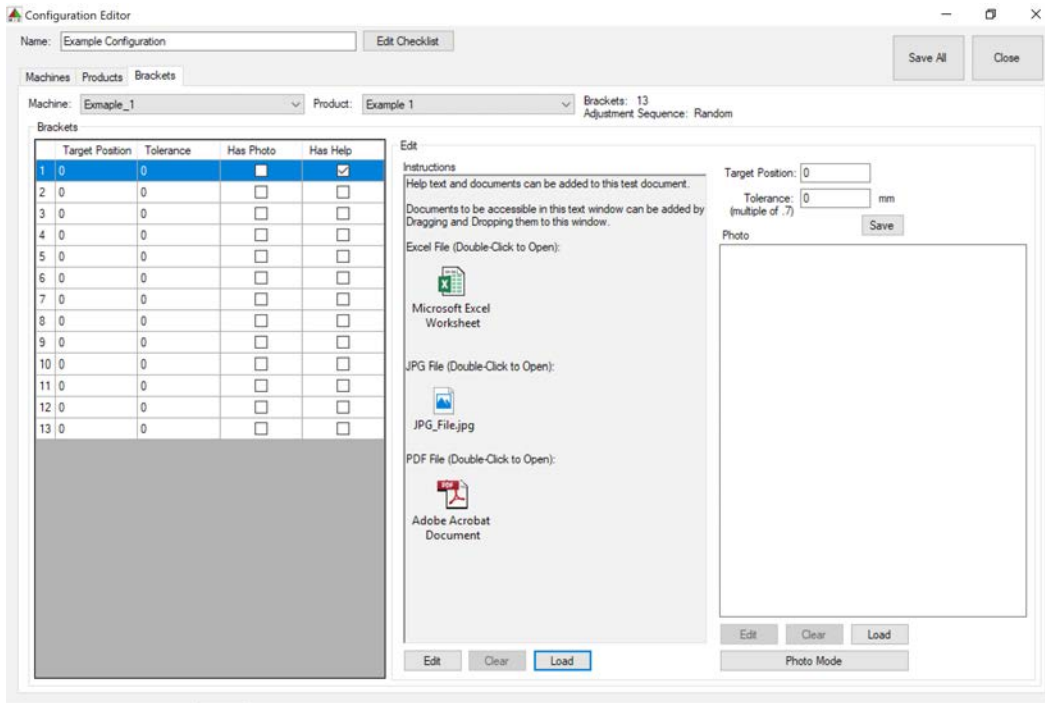 Configuration Editor
Name: Example Configuration Edit Checklist
Save All Close
Machines Products Brackets
Machine: Exmaple_1 Product: Example 1 Brackets: 13
Adjustment Sequence: Random
Brackets
Target Position Tolerance Has Photo Has Help
1 0 0
2 0 0
3 0 0
4 0 0
5 0 0
6 0 0
7 0 0
8 0 0
9 0 0
10 0 0
11 0 0
12 0 0
13 0 0
Edit
Instructions
Help text and documents can be added to this test document.
Documents to be accessible in this text window can be added by
Dragging and Dropping them to this window.
Excel File (Double-Click to Open):
Microsoft Excel
Worksheet
JPG File (Double-Click to Open):
JPG_File.jpg
PDF File (Double-Click to Open):
PDF
Adobe Acrobat
Document
Edit Clear Load
Target Position: 0
Tolerance: 0 mm
(multiple of .7)
Save
Photo
Edit Clear Load
Photo Mode